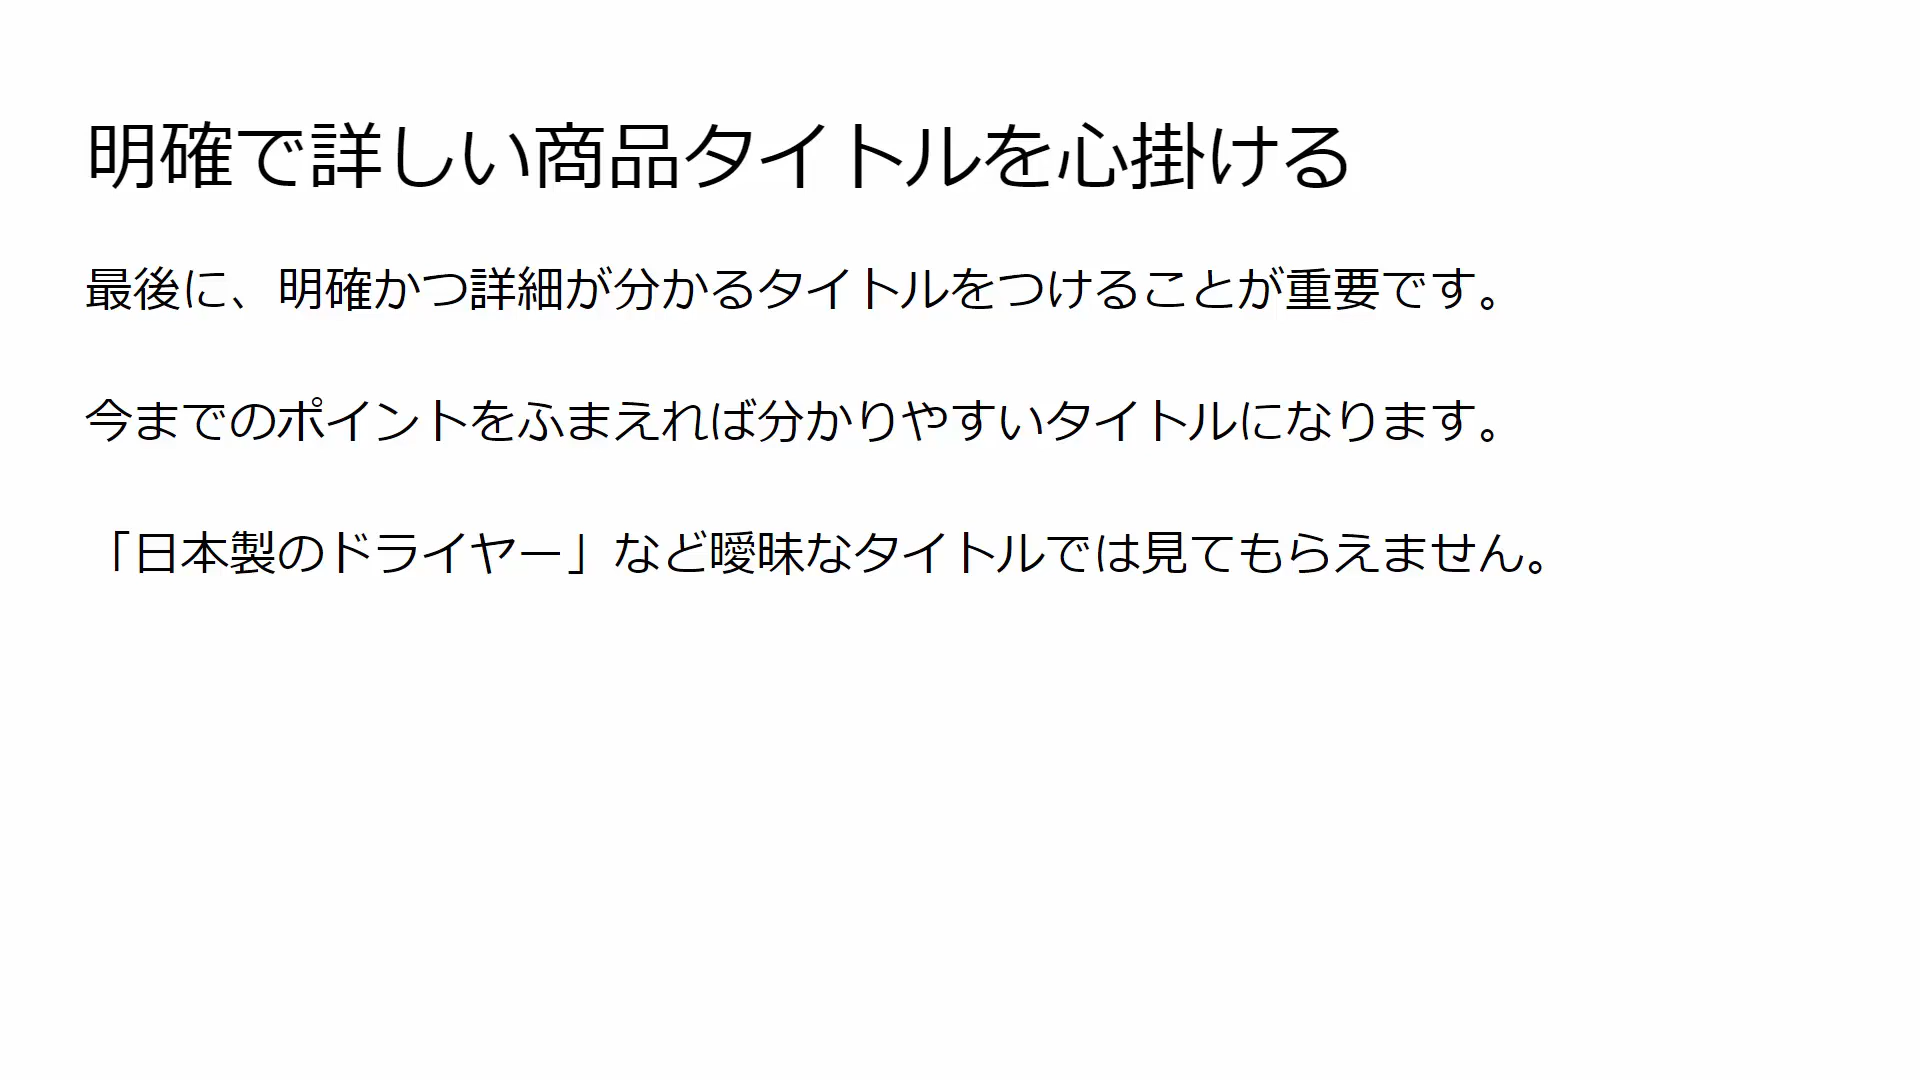 明確で詳しい商品タイトルを心掛ける
最後に、明確かつ詳細が分かるタイトルをつけることが重要です。
今までのポイントをふまえれば分かりやすいタイトルになります。
「日本製のドライヤー」など曖昧なタイトルでは見てもらえません。